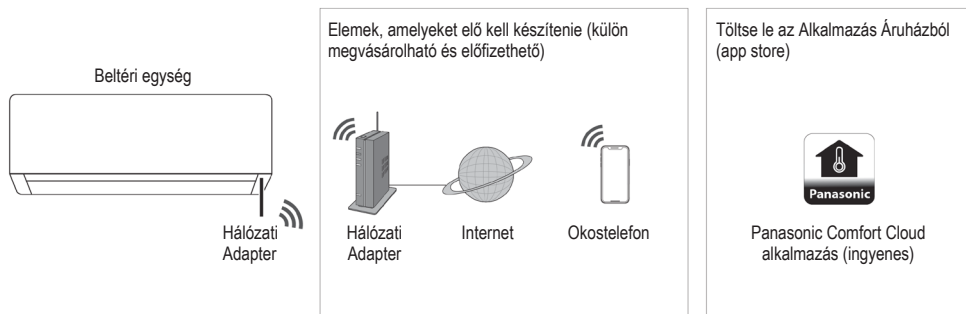 Beltéri egység
Hálózati
Adapter
Elemek, amelyeket elő kell készítenie (külön
megvásárolható és előfizethető)
Hálózati
Adapter
Internet
Okostelefon
Töltse le az Alkalmazás Áruházból
(app store)
Panasonic
Panasonic Comfort Cloud
alkalmazás (ingyenes)